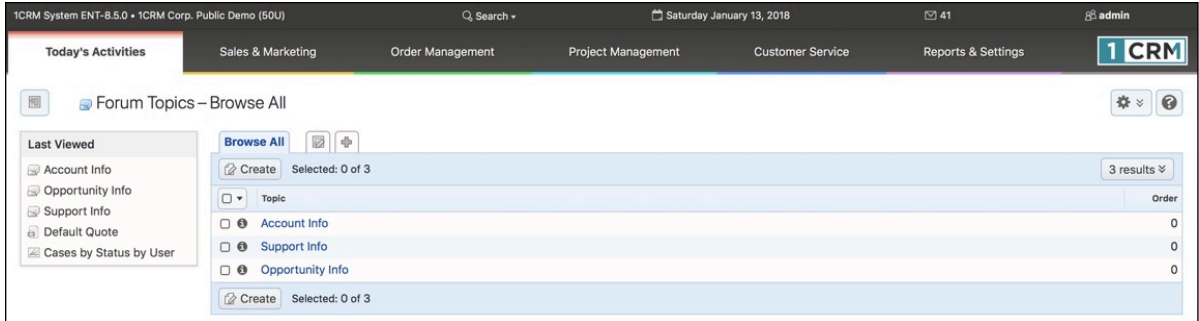 1CRM System ENT-8.5.0 • 1CRM Corp. Public Demo (50U) Search Saturday January 13, 2018 41 admin
Today's Activities Sales & Marketing Order Management Project Management Customer Service Reports & Settings 1 CRM
Forum Topics – Browse All
Last Viewed
Account Info
Opportunity Info
Support Info
Default Quote
Cases by Status by User
Browse All
Create Selected: 0 of 3 3 results
Topic Order
Account Info 0
Support Info 0
Opportunity Info 0
Create Selected: 0 of 3